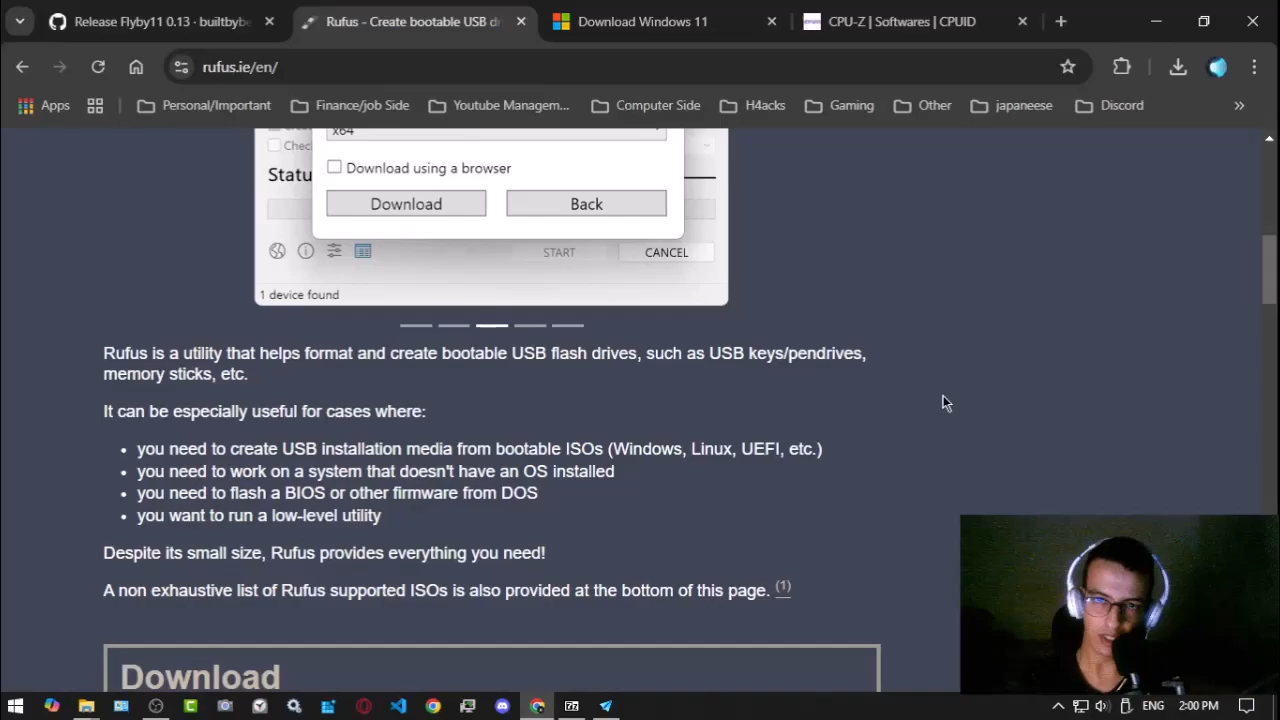 Release Flyby11 0.13 · builtbybe
Rufus - Create bootable USB dr
Download Windows 11
CPU-Z | Softwares | CPUID
rufus.ie/en/
Apps
Personal/Important
Finance/job Side
Youtube Managem...
Computer Side
H4acks
Gaming
Other
japaneese
Discord
x64
Chec
Download using a browser
Statu
Download
Back
START
CANCEL
1 device found
Rufus is a utility that helps format and create bootable USB flash drives, such as USB keys/pendrives,
memory sticks, etc.
It can be especially useful for cases where:
• you need to create USB installation media from bootable ISOs (Windows, Linux, UEFI, etc.)
• you need to work on a system that doesn't have an OS installed
• you need to flash a BIOS or other firmware from DOS
• you want to run a low-level utility
Despite its small size, Rufus provides everything you need!
A non exhaustive list of Rufus supported ISOs is also provided at the bottom of this page. (1)
Download
ENG
2:00 PM